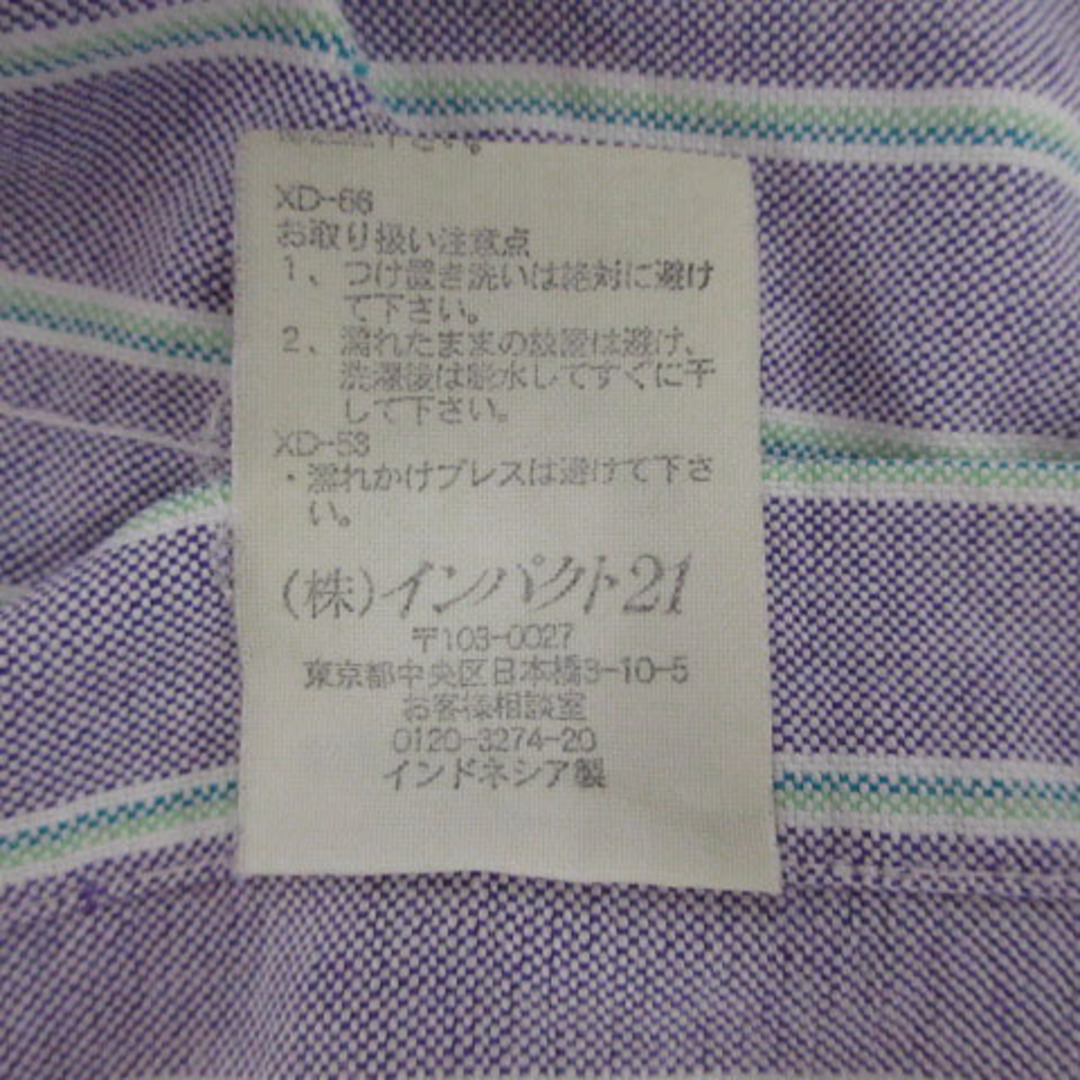 下さい。
XD-66
お取り扱い注意点
1、つけ置き洗いは絶対に避け
て下さい。
2、濡れたままの放置は避け、
洗濯後は脱水してすぐに干
して下さい。
XD-53
・濡れかけプレスは避けて下さ
い。
(株)インパクト21
〒103-0027
東京都中央区日本橋3-10-5
お客様相談室
0120-3274-20
インドネシア製